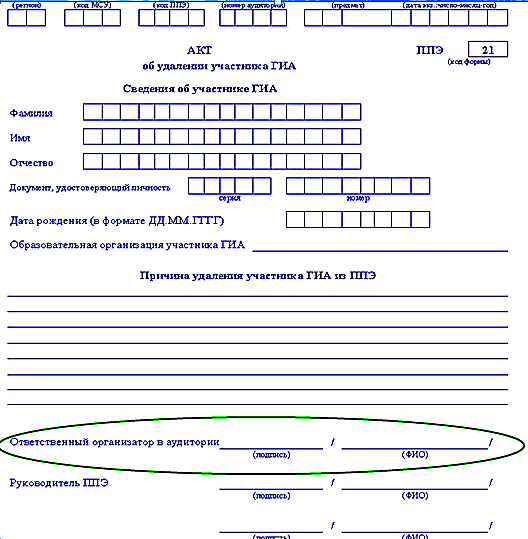 (регион) (код МСУ) (код ППЭ) (номер аудитории) (предмет) (дата экз.:число-месяц-год)
АКТ ППЭ 21
об удалении участника ГИА (код формы)
Сведения об участнике ГИА
Фамилия
Имя
Отчество
Документ, удостоверяющий личность
серия номер
Дата рождения (в формате ДД.ММ.ГГГГ)
Образовательная организация участника ГИА
Причина удаления участника ГИА из ППЭ
Ответственный организатор в аудитории / /
(подпись) (ФИО)
Руководитель ППЭ / /
(подпись) (ФИО)
/ /
(подпись) (ФИО)